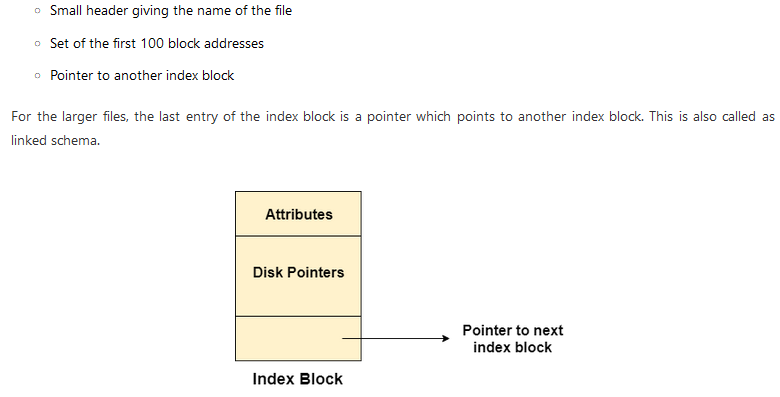 Small header giving the name of the file
Set of the first 100 block addresses
Pointer to another index block
For the larger files, the last entry of the index block is a pointer which points to another index block. This is also called as
linked schema.
Attributes
Disk Pointers
Pointer to next
index block
Index Block